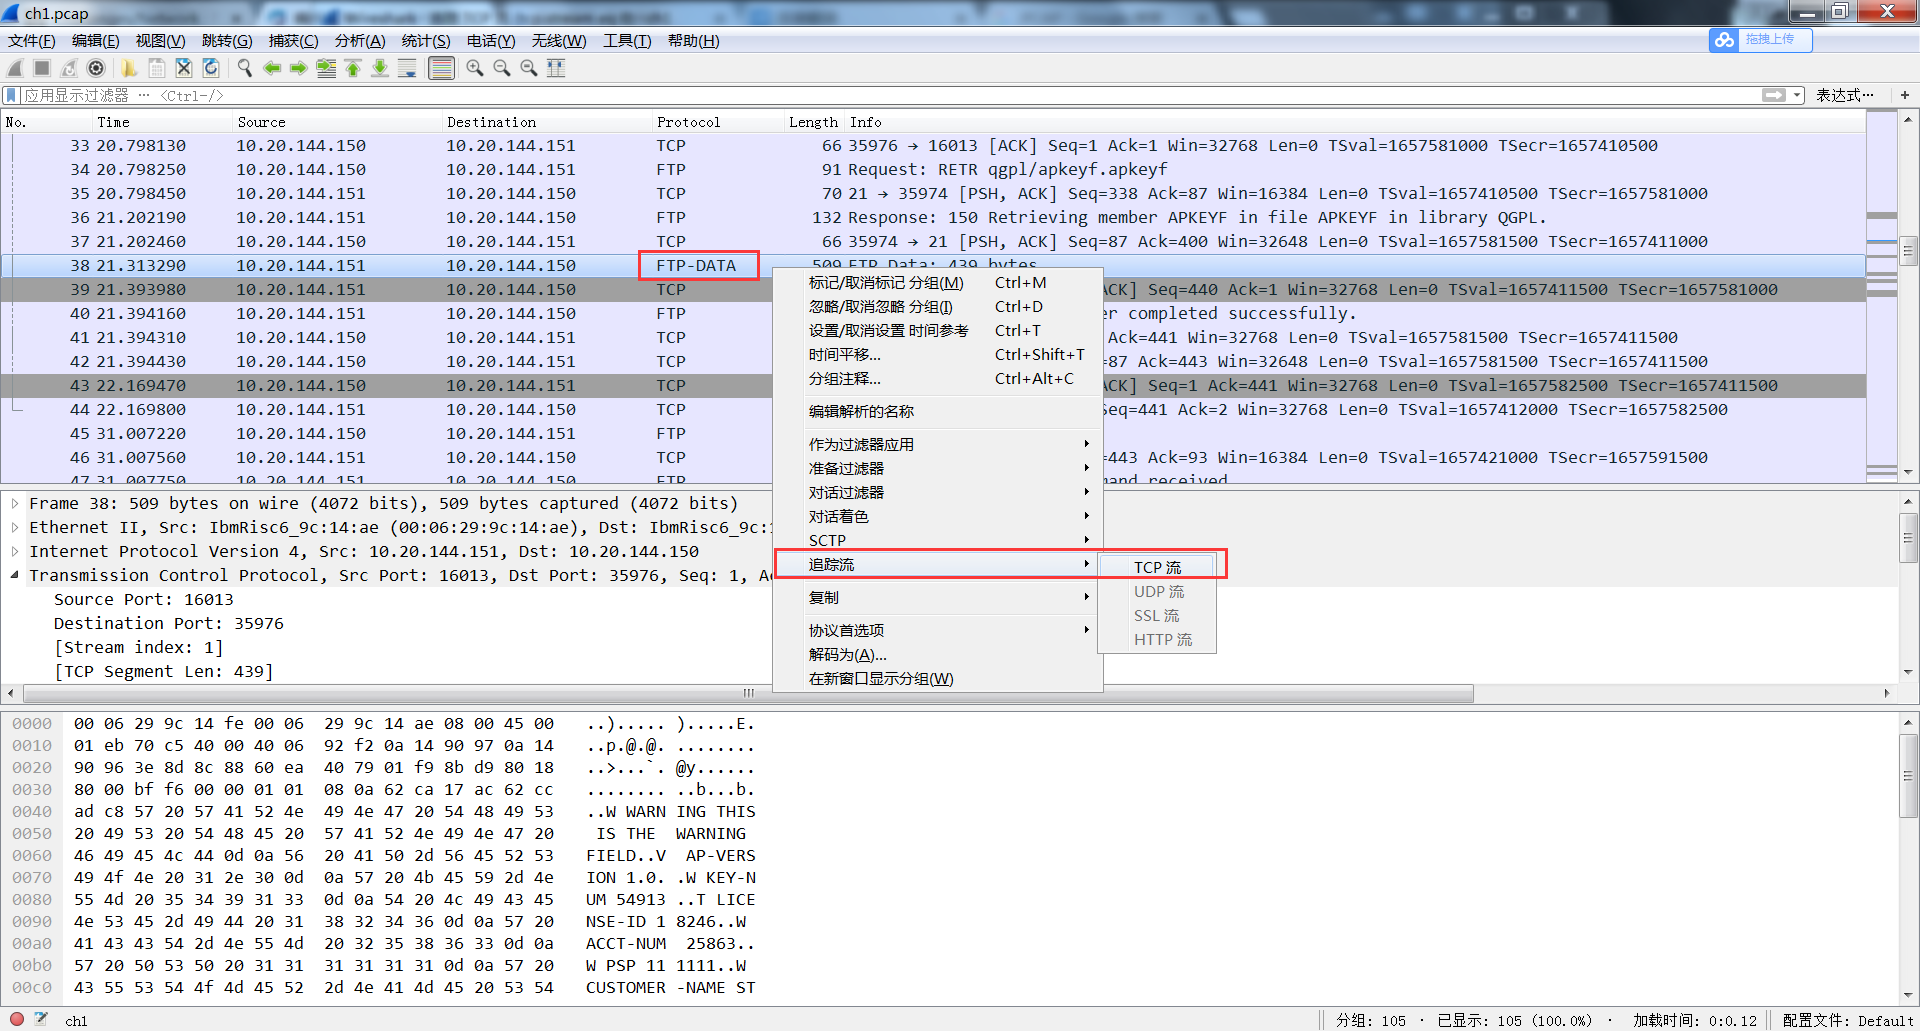 ch1.pcap
文件(F) 编辑(E) 视图(V) 跳转(G) 捕获(C) 分析(A) 统计(S) 电话(Y) 无线(W) 工具(T) 帮助(H)
拖拽上传
应用显示过滤器 ··· <Ctrl-/>
表达式··· +
No. Time Source Destination Protocol Length Info
33 20.798130 10.20.144.150 10.20.144.151 TCP 66 35976 → 16013 [ACK] Seq=1 Ack=1 Win=32768 Len=0 TSval=1657581000 TSecr=1657410500
34 20.798250 10.20.144.150 10.20.144.151 FTP 91 Request: RETR qgpl/apkeyf.apkeyf
35 20.798450 10.20.144.151 10.20.144.150 TCP 70 21 → 35974 [PSH, ACK] Seq=338 Ack=87 Win=16384 Len=0 TSval=1657410500 TSecr=1657581000
36 21.202190 10.20.144.151 10.20.144.150 FTP 132 Response: 150 Retrieving member APKEYF in file APKEYF in library QGPL.
37 21.202460 10.20.144.150 10.20.144.151 TCP 66 35974 → 21 [PSH, ACK] Seq=87 Ack=400 Win=32648 Len=0 TSval=1657581500 TSecr=1657411000
38 21.313290 10.20.144.151 10.20.144.150 FTP-DATA 509 FTP Data: 439 bytes
39 21.393980 10.20.144.151 10.20.144.150 TCP ACK] Seq=440 Ack=1 Win=32768 Len=0 TSval=1657411500 TSecr=1657581000
40 21.394160 10.20.144.151 10.20.144.150 FTP er completed successfully.
41 21.394310 10.20.144.150 10.20.144.151 TCP Ack=441 Win=32768 Len=0 TSval=1657581500 TSecr=1657411500
42 21.394430 10.20.144.150 10.20.144.151 TCP =87 Ack=443 Win=32648 Len=0 TSval=1657581500 TSecr=1657411500
43 22.169470 10.20.144.150 10.20.144.151 TCP ACK] Seq=1 Ack=441 Win=32768 Len=0 TSval=1657582500 TSecr=1657411500
44 22.169800 10.20.144.151 10.20.144.150 TCP Seq=441 Ack=2 Win=32768 Len=0 TSval=1657412000 TSecr=1657582500
45 31.007220 10.20.144.150 10.20.144.151 FTP
46 31.007560 10.20.144.151 10.20.144.150 TCP =443 Ack=93 Win=16384 Len=0 TSval=1657421000 TSecr=1657591500
47 31.007750 10.20.144.151 10.20.144.150 FTP and received
标记/取消标记 分组(M) Ctrl+M
忽略/取消忽略 分组(I) Ctrl+D
设置/取消设置 时间参考 Ctrl+T
时间平移... Ctrl+Shift+T
分组注释... Ctrl+Alt+C
编辑解析的名称
作为过滤器应用
准备过滤器
对话过滤器
对话着色
SCTP
追踪流
复制
协议首选项
解码为(A)...
在新窗口显示分组(W)
TCP 流
UDP 流
SSL 流
HTTP 流
Frame 38: 509 bytes on wire (4072 bits), 509 bytes captured (4072 bits)
Ethernet II, Src: IbmRisc6_9c:14:ae (00:06:29:9c:14:ae), Dst: IbmRisc6_9c:
Internet Protocol Version 4, Src: 10.20.144.151, Dst: 10.20.144.150
Transmission Control Protocol, Src Port: 16013, Dst Port: 35976, Seq: 1, A
Source Port: 16013
Destination Port: 35976
[Stream index: 1]
[TCP Segment Len: 439]
0000 00 06 29 9c 14 fe 00 06 29 9c 14 ae 08 00 45 00 ..)..... ).....E.
0010 01 eb 70 c5 40 00 40 06 92 f2 0a 14 90 97 0a 14 ..p.@.@. ........
0020 90 96 3e 8d 8c 88 60 ea 40 79 01 f9 8b d9 80 18 ..>...`. @y......
0030 80 00 bf f6 00 00 01 01 08 0a 62 ca 17 ac 62 cc ........ ..b...b.
0040 ad c8 57 20 57 41 52 4e 49 4e 47 20 54 48 49 53 ..W WARN ING THIS
0050 20 49 53 20 54 48 45 20 57 41 52 4e 49 4e 47 20 IS THE WARNING
0060 46 49 45 4c 44 0d 0a 56 20 41 50 2d 56 45 52 53 FIELD..V AP-VERS
0070 49 4f 4e 20 31 2e 30 0d 0a 57 20 4b 45 59 2d 4e ION 1.0. .W KEY-N
0080 55 4d 20 35 34 39 31 33 0d 0a 54 20 4c 49 43 45 UM 54913 ..T LICE
0090 4e 53 45 2d 49 44 20 31 38 32 34 36 0d 0a 57 20 NSE-ID 1 8246..W
00a0 41 43 43 54 2d 4e 55 4d 20 32 35 38 36 33 0d 0a ACCT-NUM 25863..
00b0 57 20 50 53 50 20 31 31 31 31 31 31 0d 0a 57 20 W PSP 11 1111..W
00c0 43 55 53 54 4f 4d 45 52 2d 4e 41 4d 45 20 53 54 CUSTOMER -NAME ST
ch1
分组: 105 · 已显示: 105 (100.0%) · 加载时间: 0:0.12 配置文件: Default